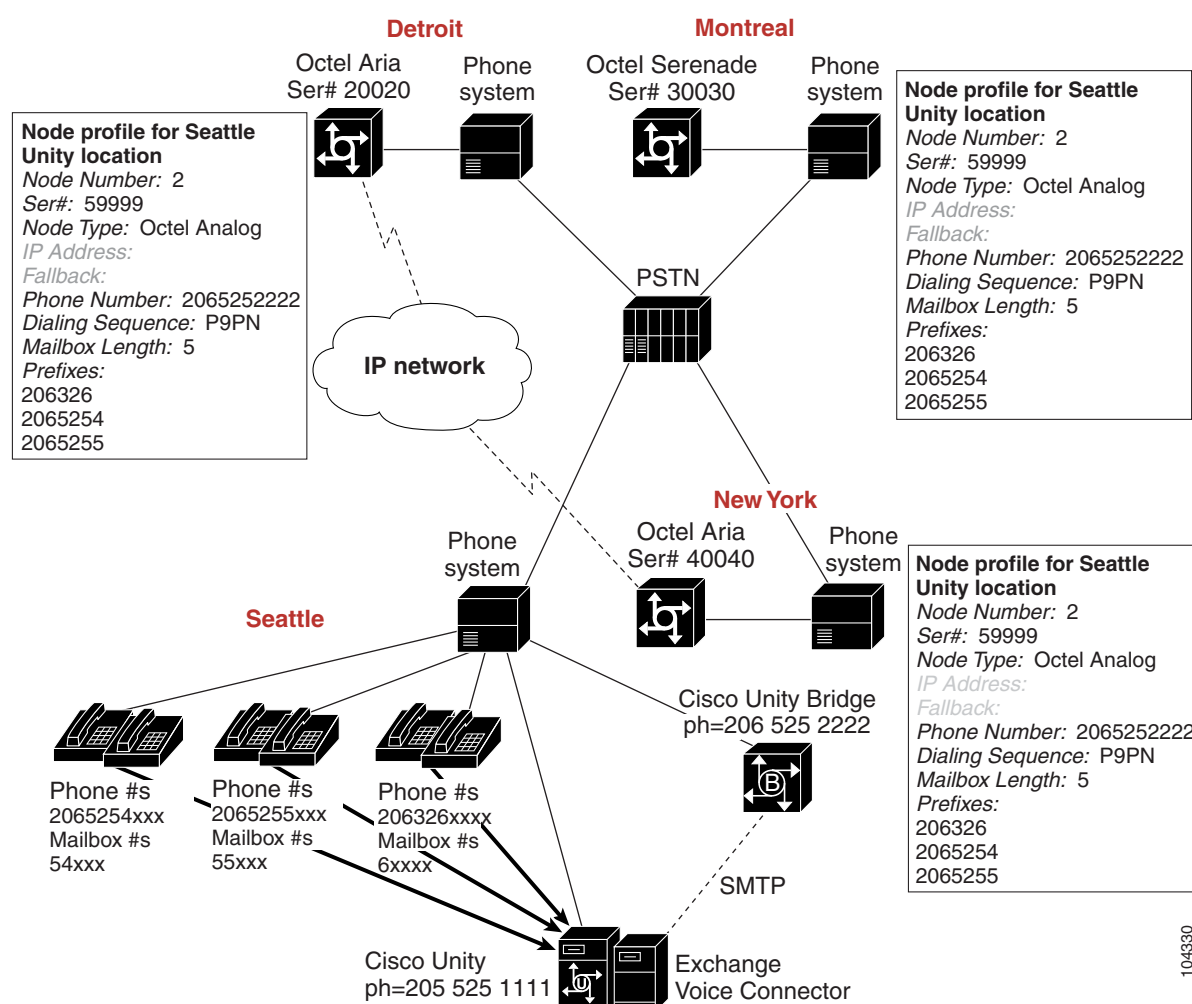 Detroit
Montreal
Octel Aria
Ser# 20020
Phone
system
Octel Serenade
Ser# 30030
Phone
system
Node profile for Seattle
Unity location
Node Number: 2
Ser#: 59999
Node Type: Octel Analog
IP Address:
Fallback:
Phone Number: 2065252222
Dialing Sequence: P9PN
Mailbox Length: 5
Prefixes:
206326
2065254
2065255
Node profile for Seattle
Unity location
Node Number: 2
Ser#: 59999
Node Type: Octel Analog
IP Address:
Fallback:
Phone Number: 2065252222
Dialing Sequence: P9PN
Mailbox Length: 5
Prefixes:
206326
2065254
2065255
PSTN
IP network
New York
Octel Aria
Ser# 40040
Phone
system
Phone
system
Seattle
Node profile for Seattle
Unity location
Node Number: 2
Ser#: 59999
Node Type: Octel Analog
IP Address:
Fallback:
Phone Number: 2065252222
Dialing Sequence: P9PN
Mailbox Length: 5
Prefixes:
206326
2065254
2065255
Cisco Unity Bridge
ph=206 525 2222
B
Phone #s
2065254xxx
Mailbox #s
54xxx
Phone #s
2065255xxx
Mailbox #s
55xxx
Phone #s
206326xxxx
Mailbox #s
6xxxx
SMTP
Cisco Unity
ph=205 525 1111
U
Exchange
Voice Connector
104330